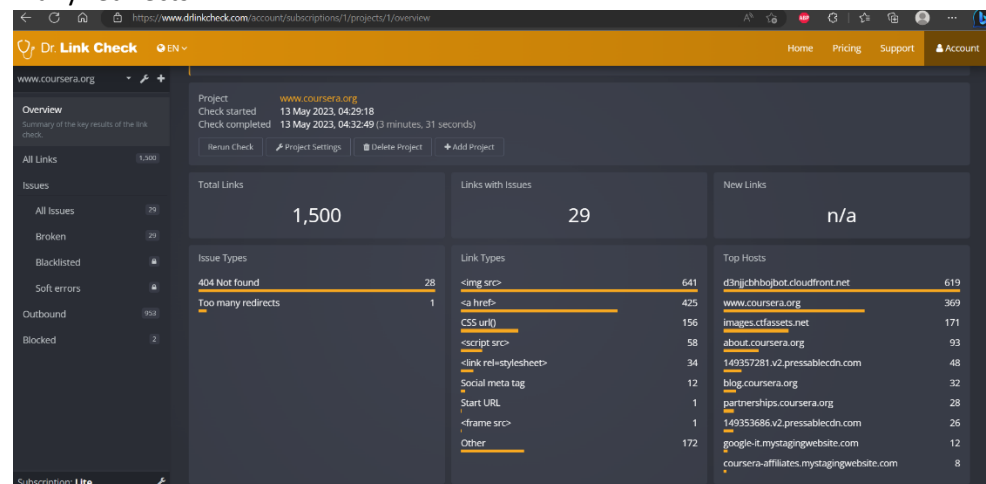 https://www.drlinkcheck.com/account/subscriptions/1/projects/1/overview
Dr. Link Check
EN
Home
Pricing
Support
Account
www.coursera.org
Overview
Summary of the key results of the link
check.
All Links 1,500
Issues
All Issues 29
Broken 29
Blacklisted
Soft errors
Outbound 953
Blocked 2
Subscription: Lite
Project www.coursera.org
Check started 13 May 2023, 04:29:18
Check completed 13 May 2023, 04:32:49 (3 minutes, 31 seconds)
Rerun Check
Project Settings
Delete Project
Add Project
Total Links
1,500
Links with Issues
29
New Links
n/a
Issue Types
404 Not found 28
Too many redirects 1
Link Types
<img src> 641
<a href> 425
CSS url() 156
<script src> 58
<link rel=stylesheet> 34
Social meta tag 12
Start URL 1
<frame src> 1
Other 172
Top Hosts
d3njjcbhbojbot.cloudfront.net 619
www.coursera.org 369
images.ctfassets.net 171
about.coursera.org 93
149357281.v2.pressablecdn.com 48
blog.coursera.org 32
partnerships.coursera.org 28
149353686.v2.pressablecdn.com 26
google-it.mystagingwebsite.com 12
coursera-affiliates.mystagingwebsite.com 8